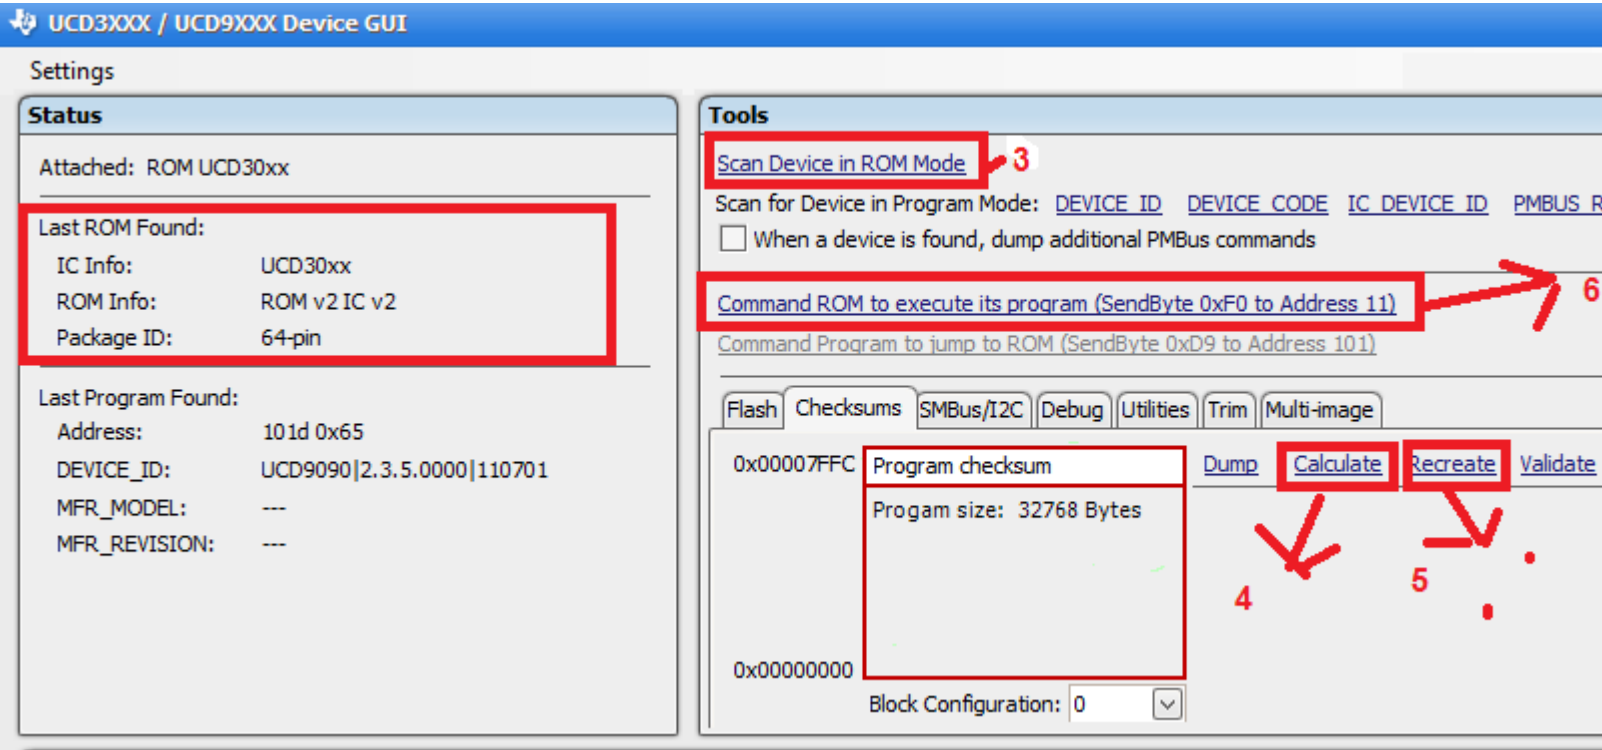 UCD3XXX / UCD9XXX Device GUI
Settings
Status
Attached: ROM UCD30xx
Last ROM Found:
IC Info: UCD30xx
ROM Info: ROM v2 IC v2
Package ID: 64-pin
Last Program Found:
Address: 101d 0x65
DEVICE_ID: UCD9090|2.3.5.0000|110701
MFR_MODEL: ---
MFR_REVISION: ---
Tools
Scan Device in ROM Mode 3
Scan for Device in Program Mode: DEVICE_ID DEVICE_CODE IC_DEVICE_ID PMBUS_R
When a device is found, dump additional PMBus commands
Command ROM to execute its program (SendByte 0xF0 to Address 11) 6
Command Program to jump to ROM (SendByte 0xD9 to Address 101)
Flash Checksums SMBus/I2C Debug Utilities Trim Multi-image
0x00007FFC Program checksum Dump Calculate Recreate Validate
Progam size: 32768 Bytes
4 5
0x00000000
Block Configuration: 0